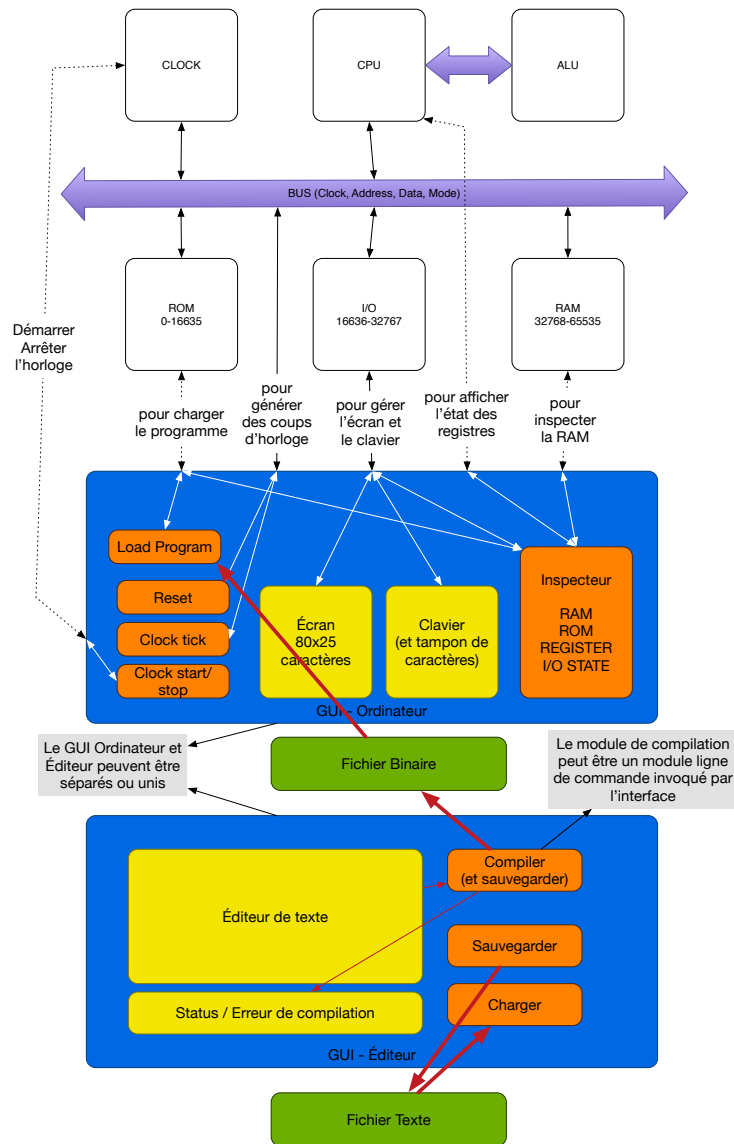 CLOCK
CPU
ALU
BUS (Clock, Address, Data, Mode)
ROM
0-16635
I/O
16636-32767
RAM
32768-65535
Démarrer
Arrêter
l'horloge
pour charger
le programme
pour
générer
des coups
d'horloge
pour gérer
l'écran et
le clavier
pour afficher
l'état des
registres
pour
inspecter
la RAM
Load Program
Reset
Clock tick
Clock start/
stop
Écran
80x25
caractères
Clavier
(et tampon de
caractères)
Inspecteur
RAM
ROM
REGISTER
I/O STATE
GUI - Ordinateur
Le GUI Ordinateur et
Éditeur peuvent être
séparés ou unis
Fichier Binaire
Le module de compilation
peut être un module ligne
de commande invoqué par
l'interface
Éditeur de texte
Compiler
(et sauvegarder)
Sauvegarder
Charger
Status / Erreur de compilation
GUI - Éditeur
Fichier Texte